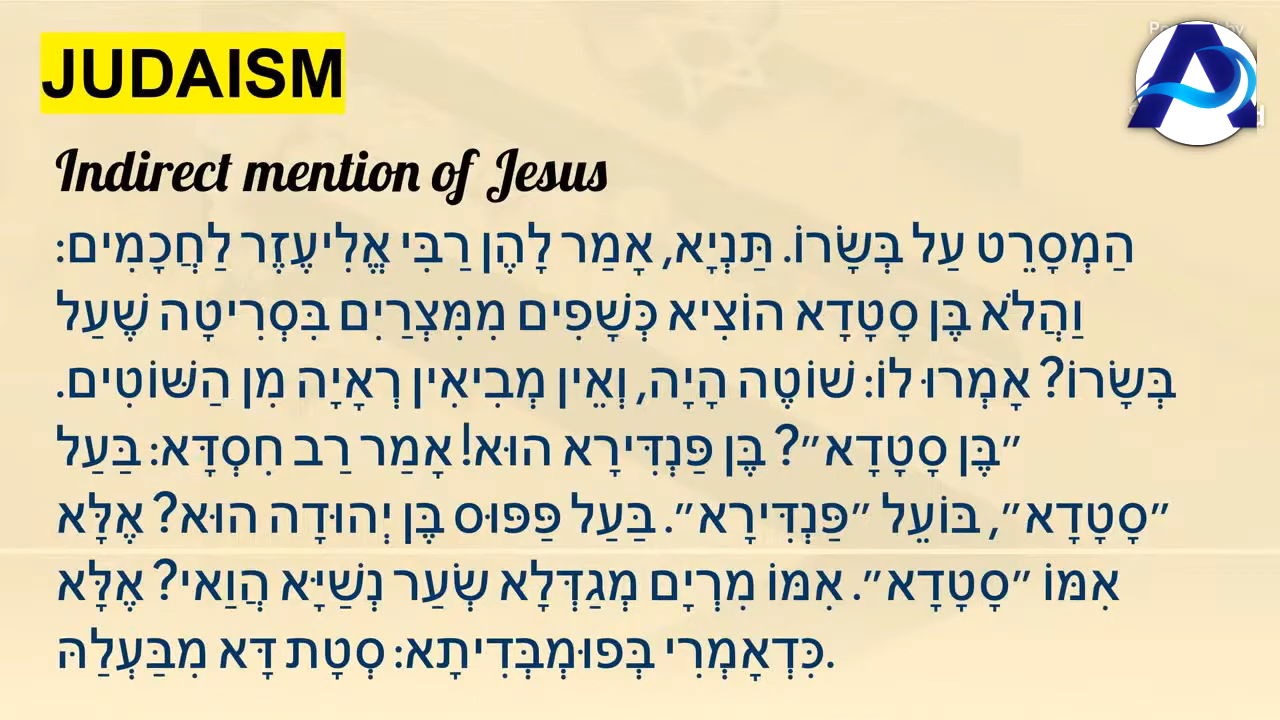 JUDAISM
Indirect mention of Jesus
הַמְסָרֵט עַל בְּשָׂרוֹ. תַּנְיָא, אָמַר לָהֶן רַבִּי אֱלִיעֶזֶר לַחֲכָמִים:
וַהֲלֹא בֶּן סָטָדָא הוֹצִיא כְּשָׁפִים מִמִּצְרַיִם בִּסְרִיטָה שֶׁעַל
בְּשָׂרוֹ? אָמְרוּ לוֹ: שׁוֹטֶה הָיָה, וְאֵין מְבִיאִין רְאָיָה מִן הַשּׁוֹטִים.
״בֶּן סָטָדָא״? בֶּן פַּנְדִּירָא הוּא! אָמַר רַב חִסְדָּא: בַּעַל
״סָטָדָא״, בּוֹעֵל ״פַּנְדִּירָא״. בַּעַל פַּפּוּס בֶּן יְהוּדָה הוּא? אֶלָּא
אִמּוֹ ״סָטָדָא״. אִמּוֹ מִרְיָם מְגַדְּלָא שְׂעַר נְשַׁיָּא הֲוַאי? אֶלָּא
כִּדְאָמְרִי בְּפוּמְבְּדִיתָא: סְטָת דָּא מִבַּעְלַהּ.